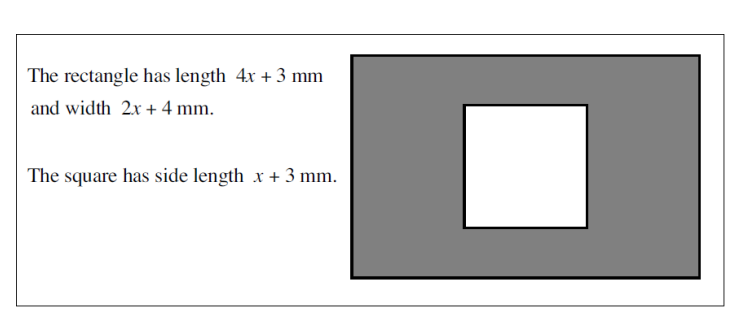 The rectangle has length 4x + 3 mm
and width 2x + 4 mm.
The square has side length x + 3 mm.